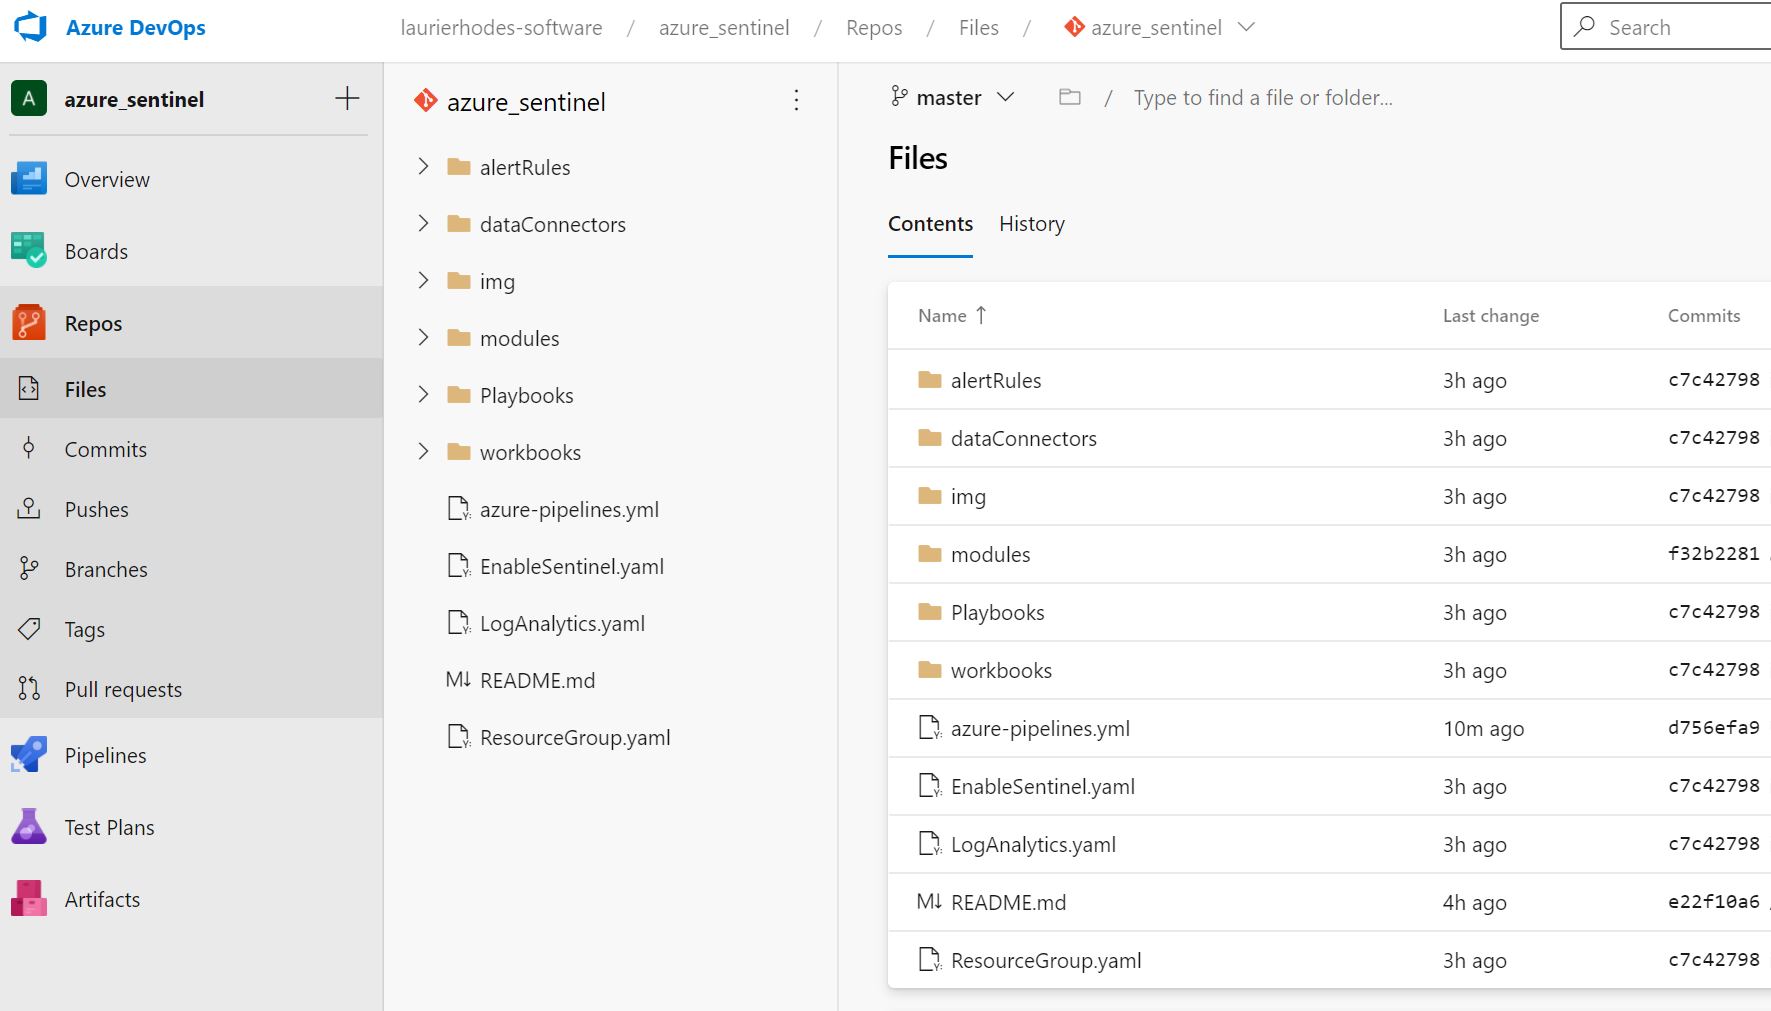 Azure DevOps
laurierhodes-software / azure_sentinel / Repos / Files / azure_sentinel
Search
A azure_sentinel
Overview
Boards
Repos
Files
Commits
Pushes
Branches
Tags
Pull requests
Pipelines
Test Plans
Artifacts
azure_sentinel
alertRules
dataConnectors
img
modules
Playbooks
workbooks
azure-pipelines.yml
EnableSentinel.yaml
LogAnalytics.yaml
M↓ README.md
ResourceGroup.yaml
master / Type to find a file or folder...
Files
Contents History
Name ↑ Last change Commits
alertRules 3h ago c7c42798
dataConnectors 3h ago c7c42798
img 3h ago c7c42798
modules 3h ago f32b2281
Playbooks 3h ago c7c42798
workbooks 3h ago c7c42798
azure-pipelines.yml 10m ago d756efa9
EnableSentinel.yaml 3h ago c7c42798
LogAnalytics.yaml 3h ago c7c42798
M↓ README.md 4h ago e22f10a6
ResourceGroup.yaml 3h ago c7c42798